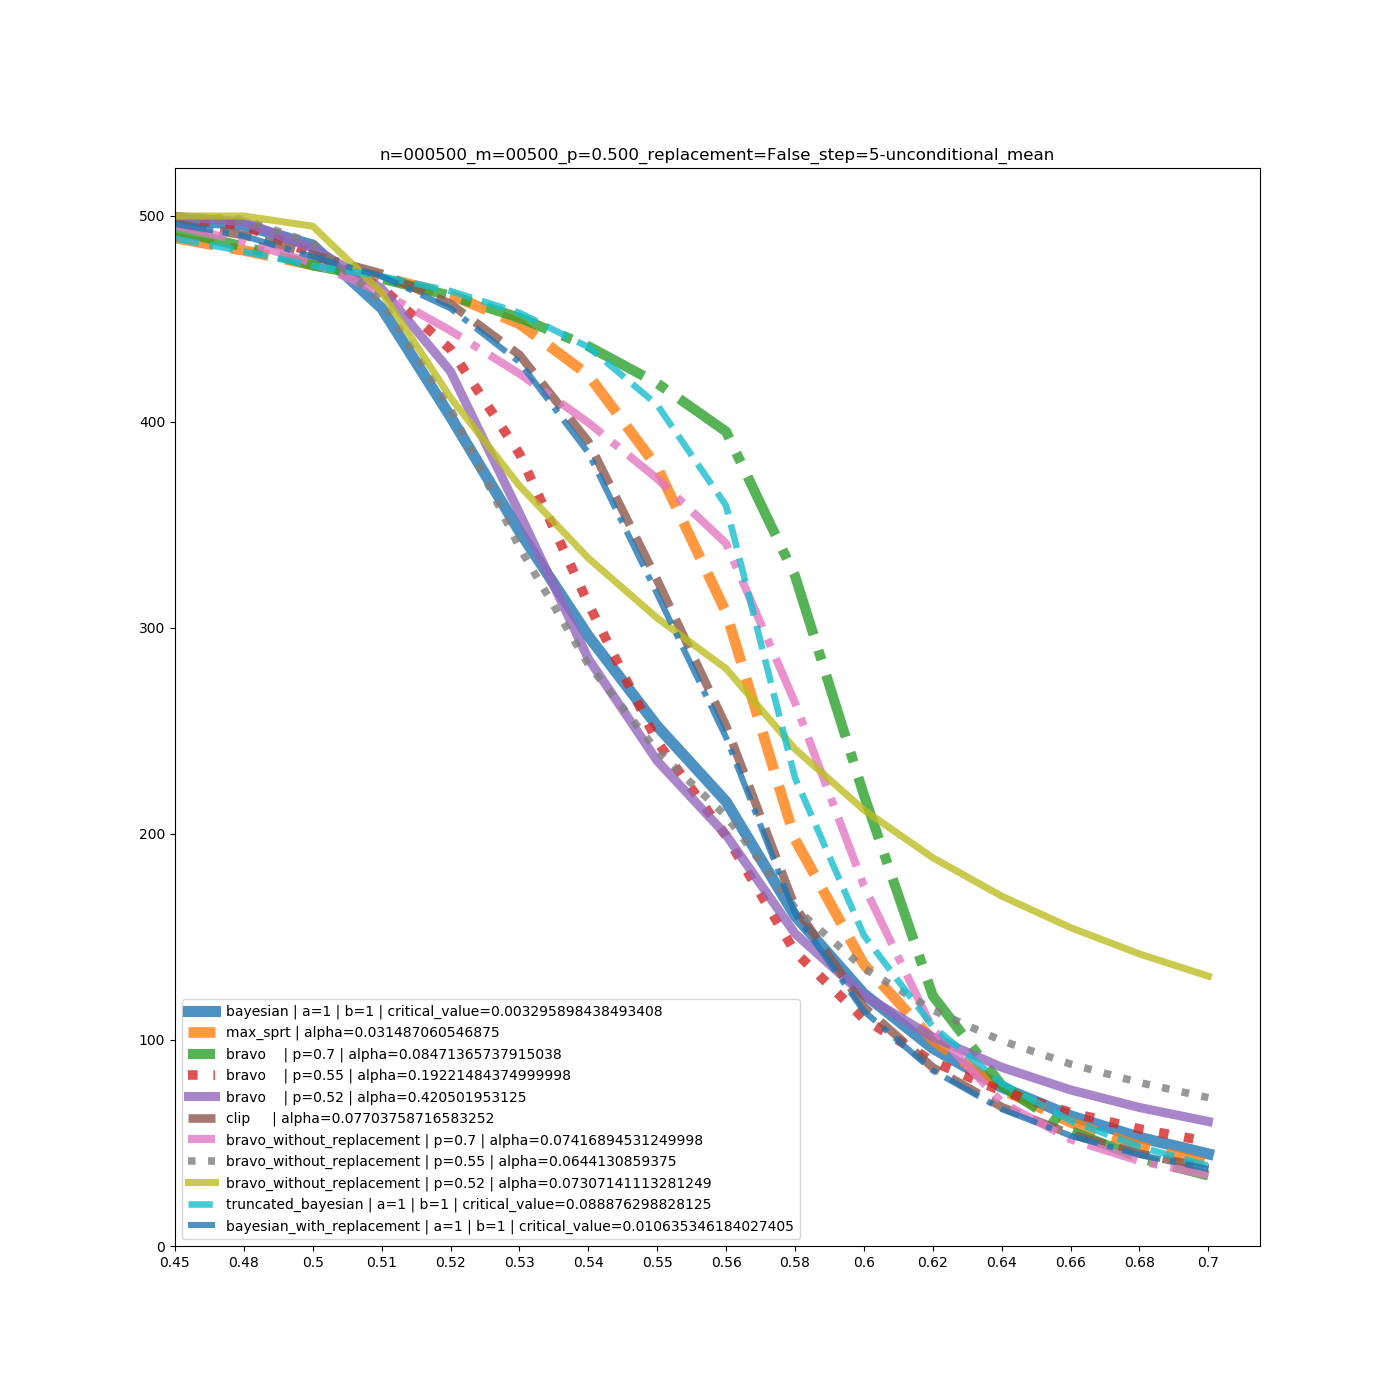 n=000500_m=00500_p=0.500_replacement=False_step=5-unconditional_mean
500
400
300
200
100
0
bayesian | a=1 | b=1 | critical_value=0.003295898438493408
max_sprt | alpha=0.031487060546875
bravo | p=0.7 | alpha=0.08471365737915038
bravo | p=0.55 | alpha=0.19221484374999998
bravo | p=0.52 | alpha=0.420501953125
clip | alpha=0.07703758716583252
bravo_without_replacement | p=0.7 | alpha=0.07416894531249998
bravo_without_replacement | p=0.55 | alpha=0.0644130859375
bravo_without_replacement | p=0.52 | alpha=0.07307141113281249
truncated_bayesian | a=1 | b=1 | critical_value=0.088876298828125
bayesian_with_replacement | a=1 | b=1 | critical_value=0.010635346184027405
0.45 0.48 0.5 0.51 0.52 0.53 0.54 0.55 0.56 0.58 0.6 0.62 0.64 0.66 0.68 0.7